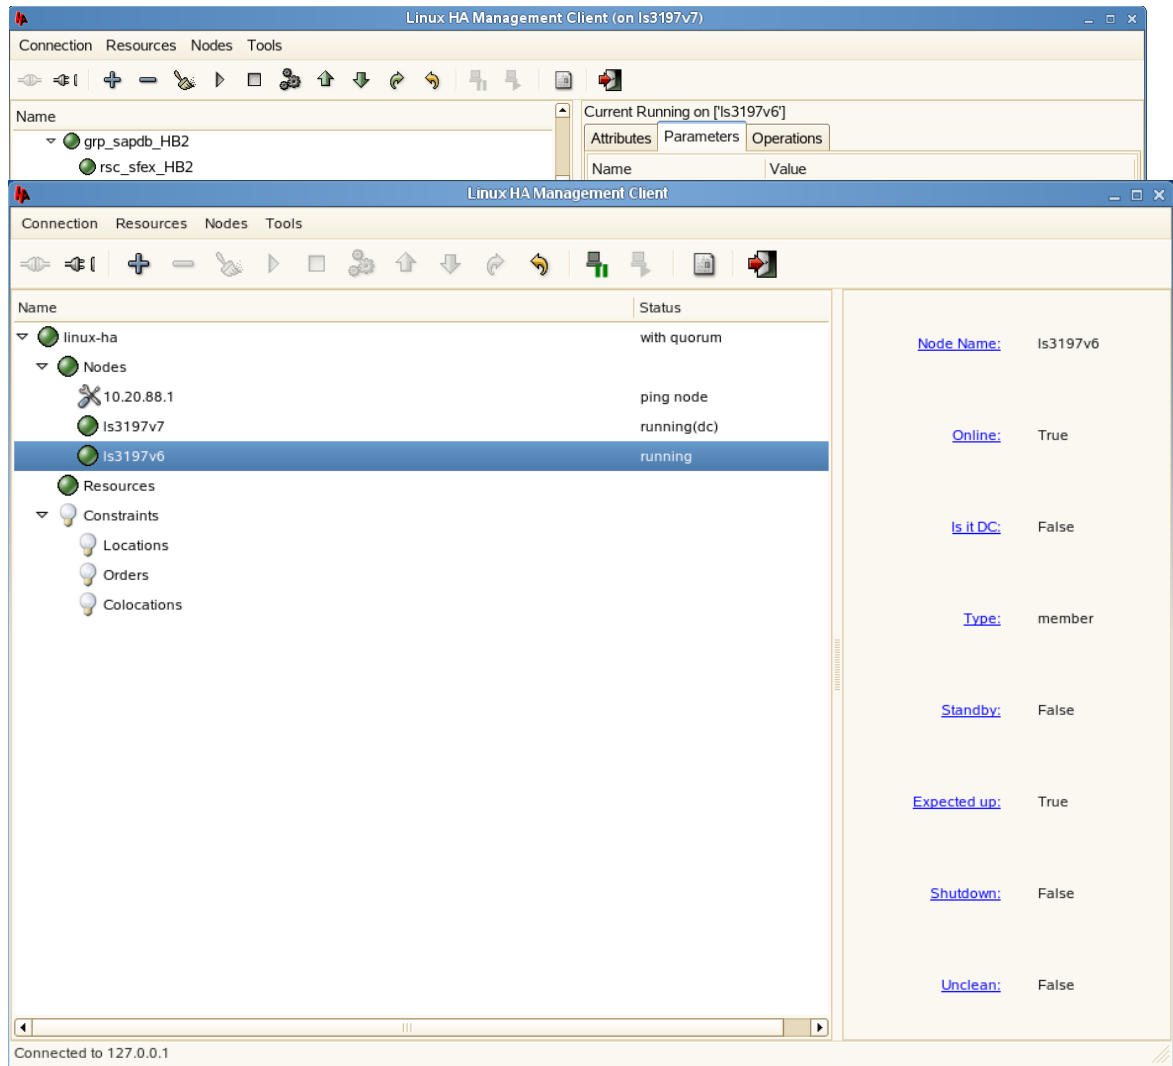 Linux HA Management Client (on ls3197v7)
Connection Resources Nodes Tools
Name
Current Running on ['ls3197v6']
grp_sapdb_HB2
Attributes Parameters Operations
rsc_sfex_HB2
Name Value
Linux HA Management Client
Connection Resources Nodes Tools
Name Status
linux-ha with quorum
Nodes
10.20.88.1 ping node
ls3197v7 running(dc)
ls3197v6 running
Resources
Constraints
Locations
Orders
Colocations
Node Name: ls3197v6
Online: True
Is it DC: False
Type: member
Standby: False
Expected up: True
Shutdown: False
Unclean: False
Connected to 127.0.0.1